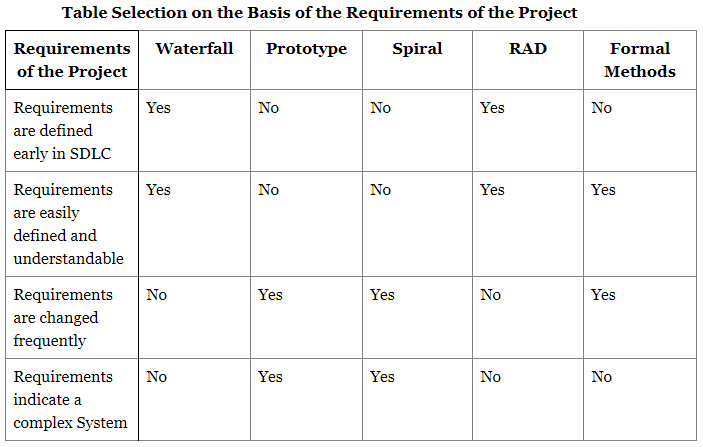 Table Selection on the Basis of the Requirements of the Project
Requirements Waterfall Prototype Spiral RAD Formal
of the Project Methods
Requirements Yes No No Yes No
are defined
early in SDLC
Requirements Yes No No Yes Yes
are easily
defined and
understandable
Requirements No Yes Yes No Yes
are changed
frequently
Requirements No Yes Yes No No
indicate a
complex System